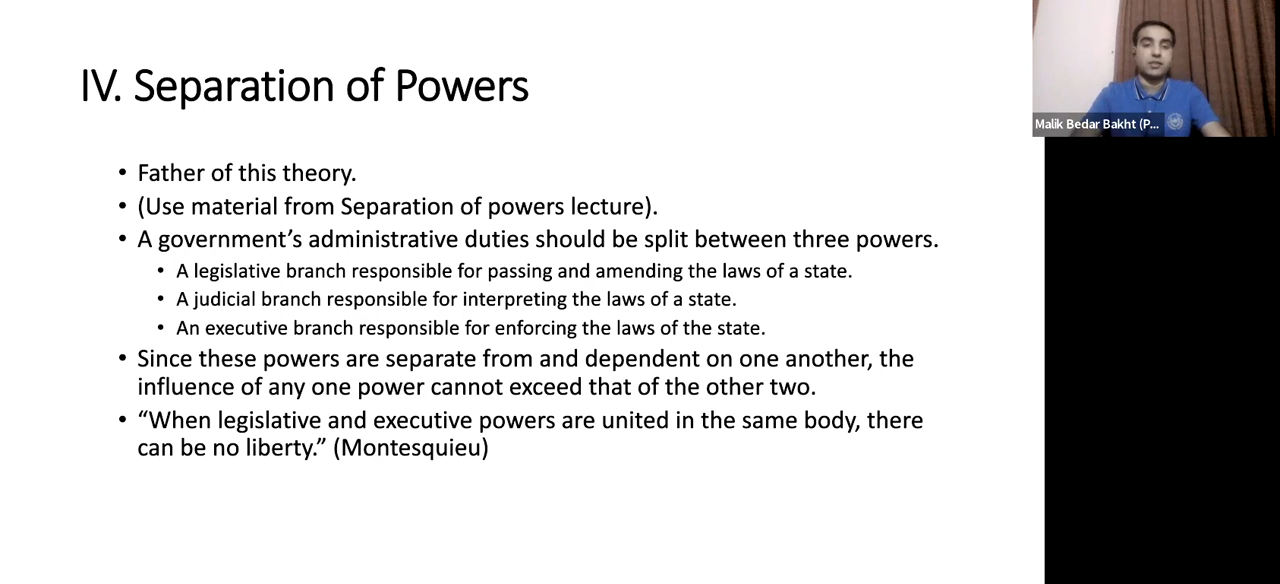 IV. Separation of Powers
• Father of this theory.
• (Use material from Separation of powers lecture).
• A government’s administrative duties should be split between three powers.
• A legislative branch responsible for passing and amending the laws of a state.
• A judicial branch responsible for interpreting the laws of a state.
• An executive branch responsible for enforcing the laws of the state.
• Since these powers are separate from and dependent on one another, the
influence of any one power cannot exceed that of the other two.
• “When legislative and executive powers are united in the same body, there
can be no liberty.” (Montesquieu)
Malik Bedar Bakht (P...